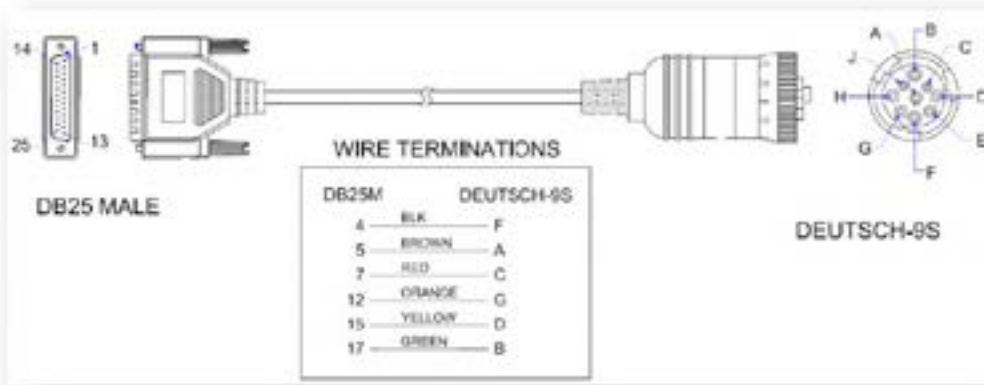 14 1
25 13
DB25 MALE
A B C
J
H D
G E
F
DEUTSCH-9S
WIRE TERMINATIONS
DB25M DEUTSCH-9S
4 BLK F
5 BROWN A
7 RED C
12 ORANGE G
15 YELLOW D
17 GREEN B